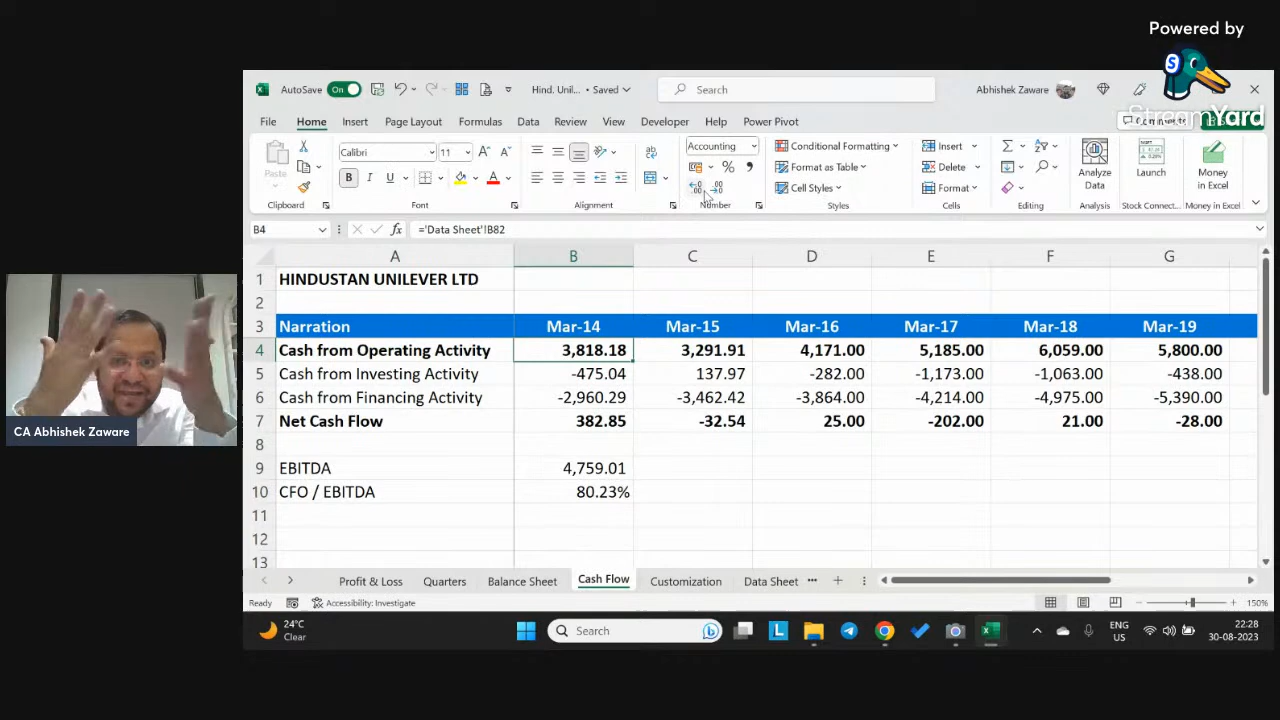 Powered by
S
StreamYard
AutoSave On Hind. Unil... • Saved Search Abhishek Zaware
File Home Insert Page Layout Formulas Data Review View Developer Help Power Pivot Comments
Paste Calibri 11 A A Accounting Conditional Formatting Insert Analyze Data Launch Money in Excel
B I U A % , Format as Table Delete
Cell Styles Format
Clipboard Font Alignment Number Styles Cells Editing Analysis Stock Connect... Money in Excel
B4 fx ='Data Sheet'!B82
A B C D E F G
1 HINDUSTAN UNILEVER LTD
2
3 Narration Mar-14 Mar-15 Mar-16 Mar-17 Mar-18 Mar-19
4 Cash from Operating Activity 3,818.18 3,291.91 4,171.00 5,185.00 6,059.00 5,800.00
5 Cash from Investing Activity -475.04 137.97 -282.00 -1,173.00 -1,063.00 -438.00
6 Cash from Financing Activity -2,960.29 -3,462.42 -3,864.00 -4,214.00 -4,975.00 -5,390.00
7 Net Cash Flow 382.85 -32.54 25.00 -202.00 21.00 -28.00
8
9 EBITDA 4,759.01
10 CFO / EBITDA 80.23%
11
12
13
CA Abhishek Zaware
Profit & Loss Quarters Balance Sheet Cash Flow Customization Data Sheet ...
Ready Accessibility: Investigate 150%
24°C
Clear
Search
L
ENG
US
22:28
30-08-2023